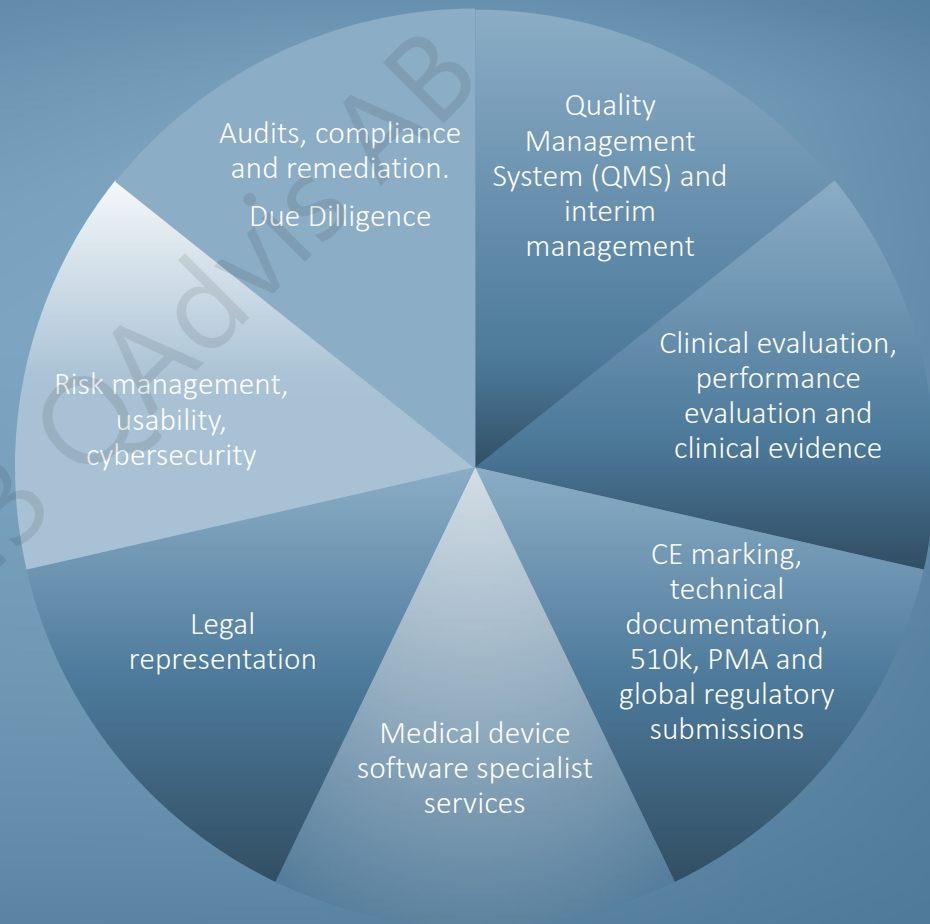 Audits, compliance
and remediation.
Due Dilligence
Quality
Management
System (QMS) and
interim
management
Clinical evaluation,
performance
evaluation and
clinical evidence
CE marking,
technical
documentation,
510k, PMA and
global regulatory
submissions
Medical device
software specialist
services
Legal
representation
Risk management,
usability,
cybersecurity
B QAdvis AB